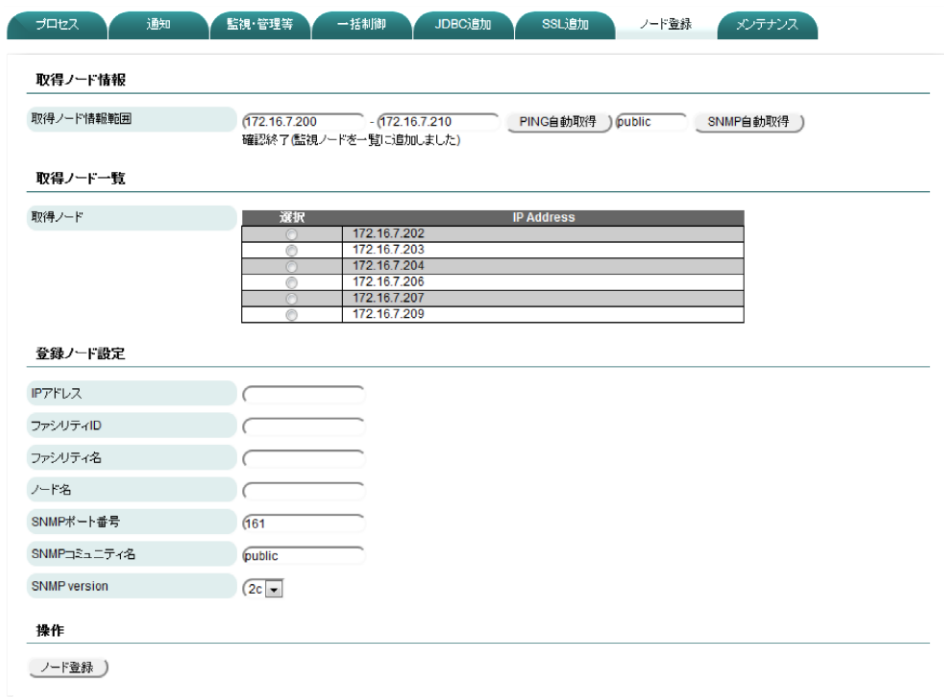 プロセス 通知 監視・管理等 一括制御 JDBC追加 SSL追加 ノード登録 メンテナンス
取得ノード情報
取得ノード情報範囲 172.16.7.200 - 172.16.7.210 PING自動取得 public SNMP自動取得
確認終了(監視ノードを一覧に追加しました)
取得ノード一覧
取得ノード 選択 IP Address
172.16.7.202
172.16.7.203
172.16.7.204
172.16.7.206
172.16.7.207
172.16.7.209
登録ノード設定
IPアドレス
ファシリティID
ファシリティ名
ノード名
SNMPポート番号 161
SNMPコミュニティ名 public
SNMP version 2c
操作
ノード登録